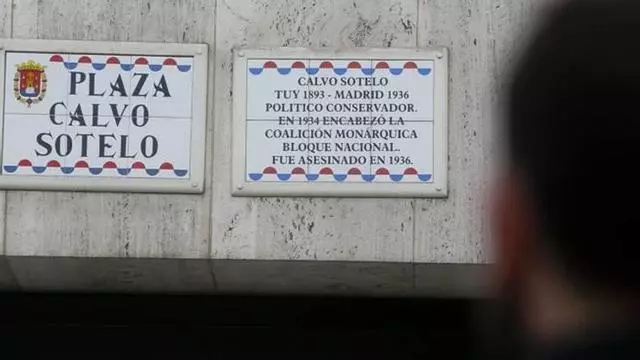 PLAZA
CALVO
SOTELO
CALVO SOTELO
TUY 1893 - MADRID 1936
POLITICO CONSERVADOR.
EN 1934 ENCABEZÓ LA
COALICIÓN MONÁRQUICA
BLOQUE NACIONAL.
FUE ASESINADO EN 1936.